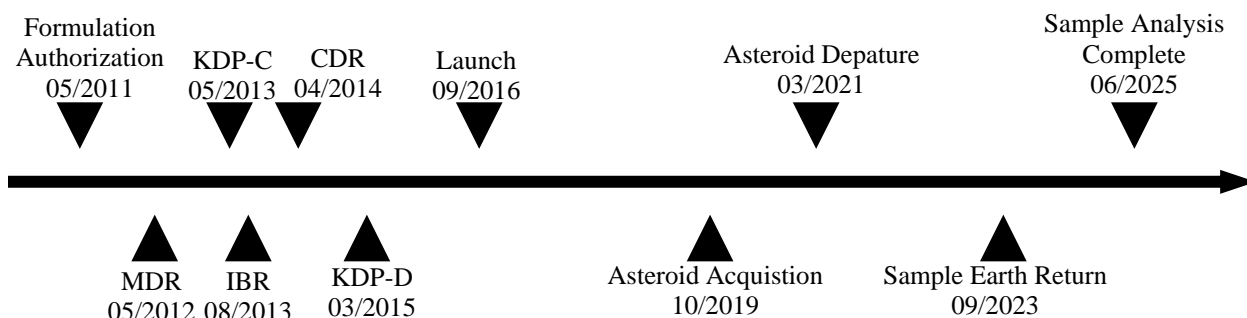 Formulation
Authorization
05/2011
KDP-C
05/2013
CDR
04/2014
Launch
09/2016
Asteroid Depature
03/2021
Sample Analysis
Complete
06/2025
MDR
05/2012
IBR
08/2013
KDP-D
03/2015
Asteroid Acquistion
10/2019
Sample Earth Return
09/2023